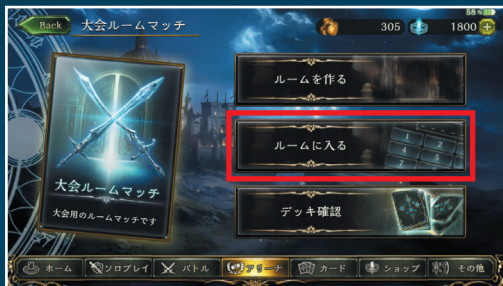 58%
Back 大会ルームマッチ 305 1800
ルームを作る
ルームに入る
1 2
4 5
7
大会ルームマッチ
大会用のルームマッチです
デッキ確認
ホーム ソロプレイ バトル アリーナ カード ショップ その他